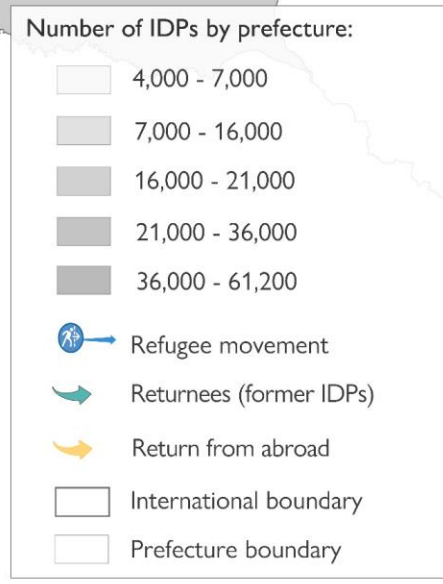 Number of IDPs by prefecture:
4,000 - 7,000
7,000 - 16,000
16,000 - 21,000
21,000 - 36,000
36,000 - 61,200
Refugee movement
Returnees (former IDPs)
Return from abroad
International boundary
Prefecture boundary